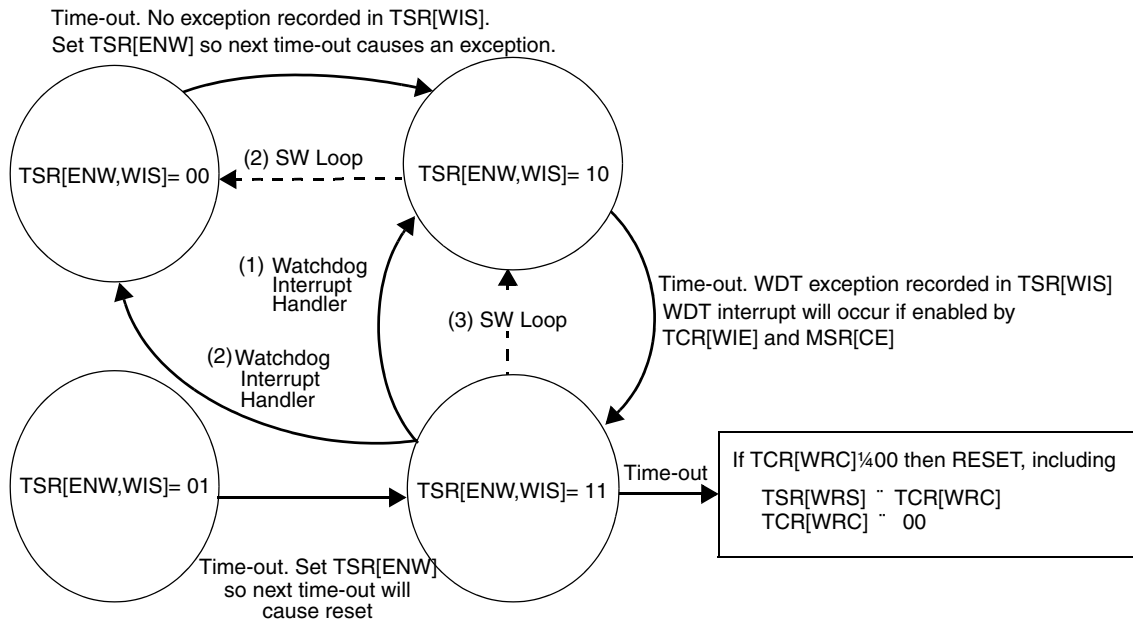 Time-out. No exception recorded in TSR[WIS].
Set TSR[ENW] so next time-out causes an exception.
TSR[ENW,WIS]= 00
(2) SW Loop
TSR[ENW,WIS]= 10
(1) Watchdog
Interrupt
Handler
(3) SW Loop
Time-out. WDT exception recorded in TSR[WIS]
WDT interrupt will occur if enabled by
TCR[WIE] and MSR[CE]
(2) Watchdog
Interrupt
Handler
TSR[ENW,WIS]= 01
TSR[ENW,WIS]= 11
Time-out
If TCR[WRC]¼00 then RESET, including
TSR[WRS] ¨ TCR[WRC]
TCR[WRC] ¨ 00
Time-out. Set TSR[ENW]
so next time-out will
cause reset